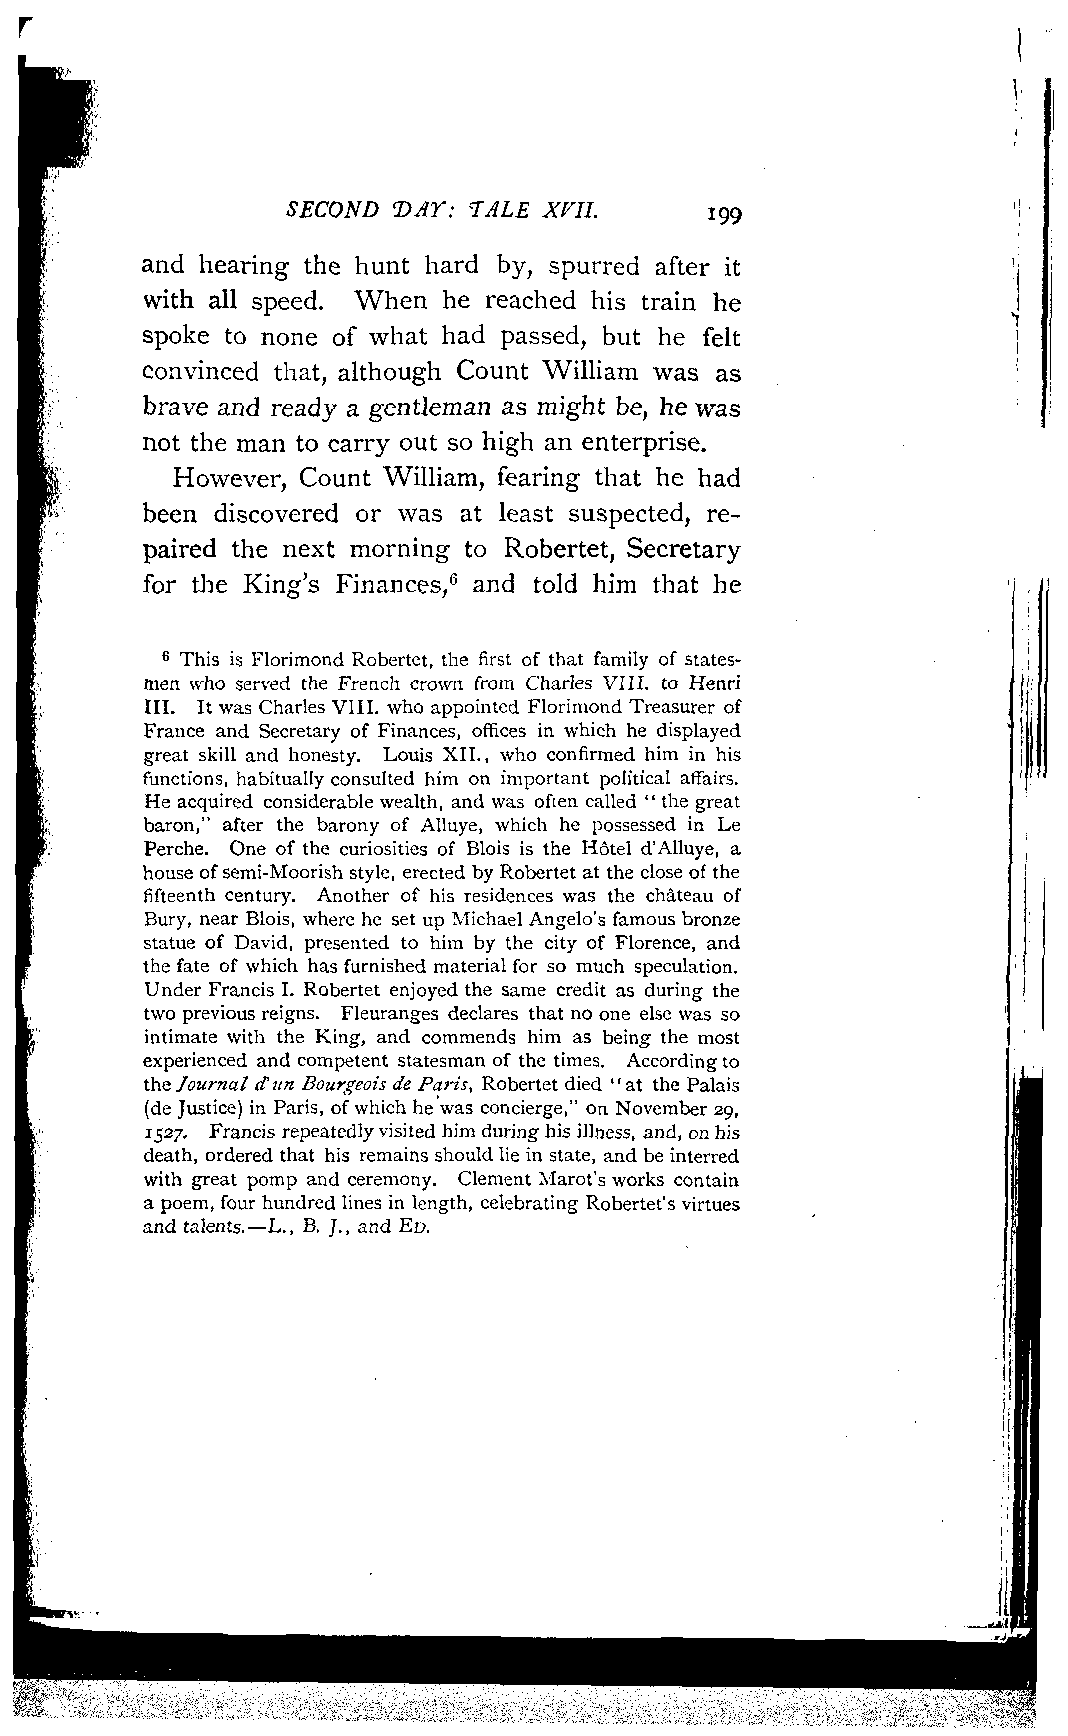 SECOND DAY: TALE XVII. 199
and hearing the hunt hard by, spurred after it
with all speed. When he reached his train he
spoke to none of what had passed, but he felt
convinced that, although Count William was as
brave and ready a gentleman as might be, he was
not the man to carry out so high an enterprise.
However, Count William, fearing that he had
been discovered or was at least suspected, re-
paired the next morning to Robertet, Secretary
for the King's Finances,⁶ and told him that he
⁶ This is Florimond Robertet, the first of that family of states-
men who served the French crown from Charles VIII. to Henri
III. It was Charles VIII. who appointed Florimond Treasurer of
France and Secretary of Finances, offices in which he displayed
great skill and honesty. Louis XII., who confirmed him in his
functions, habitually consulted him on important political affairs.
He acquired considerable wealth, and was often called "the great
baron," after the barony of Alluye, which he possessed in Le
Perche. One of the curiosities of Blois is the Hôtel d'Alluye, a
house of semi-Moorish style, erected by Robertet at the close of the
fifteenth century. Another of his residences was the château of
Bury, near Blois, where he set up Michael Angelo's famous bronze
statue of David, presented to him by the city of Florence, and
the fate of which has furnished material for so much speculation.
Under Francis I. Robertet enjoyed the same credit as during the
two previous reigns. Fleuranges declares that no one else was so
intimate with the King, and commends him as being the most
experienced and competent statesman of the times. According to
the Journal d'un Bourgeois de Paris, Robertet died "at the Palais
(de Justice) in Paris, of which he was concierge," on November 29,
1527. Francis repeatedly visited him during his illness, and, on his
death, ordered that his remains should lie in state, and be interred
with great pomp and ceremony. Clement Marot's works contain
a poem, four hundred lines in length, celebrating Robertet's virtues
and talents.—L., B. J., and ED.